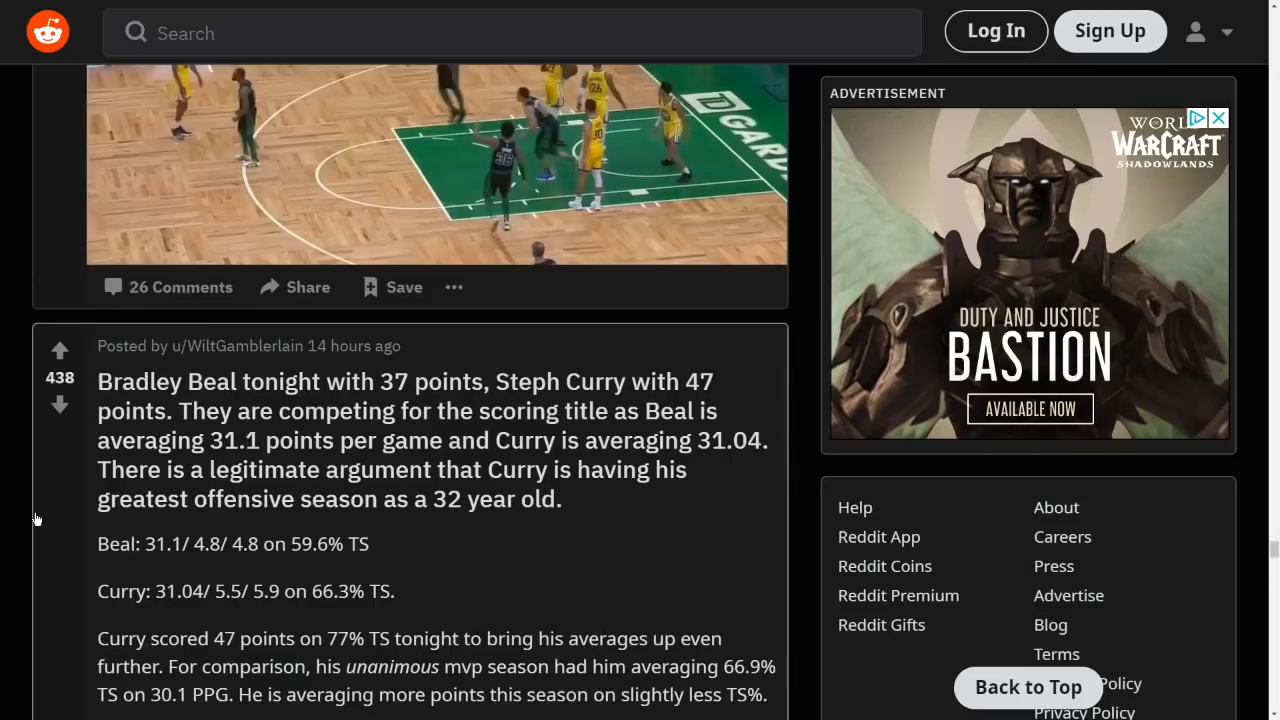 Search
Log In
Sign Up
TD GARDEN
26
30
36
26 Comments
Share
Save
Posted by u/WiltGamblerlain 14 hours ago
438
Bradley Beal tonight with 37 points, Steph Curry with 47
points. They are competing for the scoring title as Beal is
averaging 31.1 points per game and Curry is averaging 31.04.
There is a legitimate argument that Curry is having his
greatest offensive season as a 32 year old.
Beal: 31.1/ 4.8/ 4.8 on 59.6% TS
Curry: 31.04/ 5.5/ 5.9 on 66.3% TS.
Curry scored 47 points on 77% TS tonight to bring his averages up even
further. For comparison, his unanimous mvp season had him averaging 66.9%
TS on 30.1 PPG. He is averaging more points this season on slightly less TS%.
ADVERTISEMENT
WORLD
WARCRAFT
SHADOWLANDS
DUTY AND JUSTICE
BASTION
AVAILABLE NOW
Help
Reddit App
Reddit Coins
Reddit Premium
Reddit Gifts
About
Careers
Press
Advertise
Blog
Terms
Policy
Privacy Policy
Back to Top